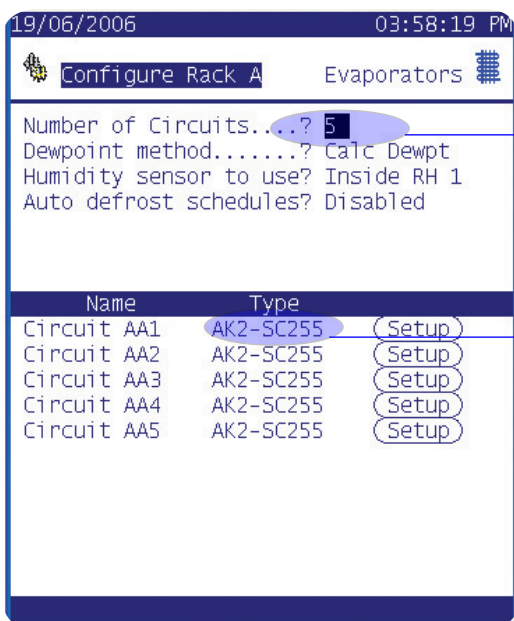 19/06/2006 03:58:19 PM
Configure Rack A Evaporators
Number of Circuits....? 5
Dewpoint method.......? Calc Dewpt
Humidity sensor to use? Inside RH 1
Auto defrost schedules? Disabled
Name Type
Circuit AA1 AK2-SC255 (Setup)
Circuit AA2 AK2-SC255 (Setup)
Circuit AA3 AK2-SC255 (Setup)
Circuit AA4 AK2-SC255 (Setup)
Circuit AA5 AK2-SC255 (Setup)